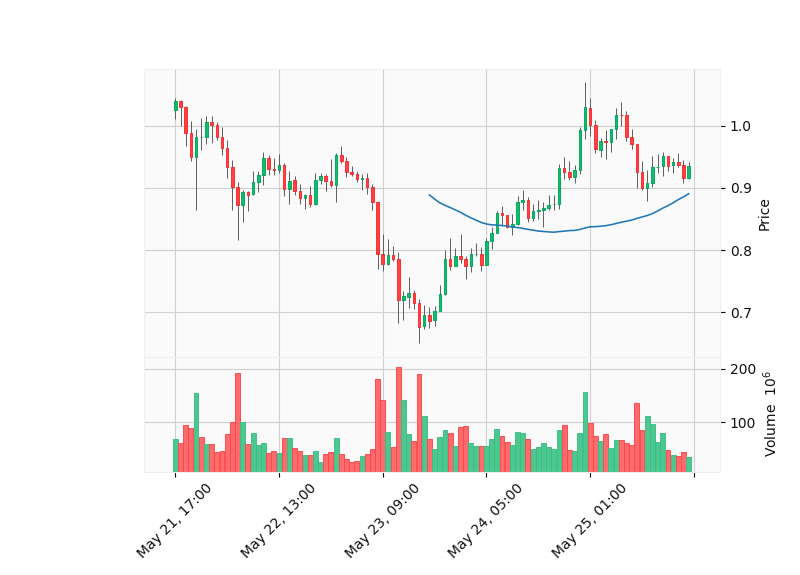 1.0
0.9
0.8
0.7
Price
200
100
Volume 10^6
May 21, 17:00
May 22, 13:00
May 23, 09:00
May 24, 05:00
May 25, 01:00